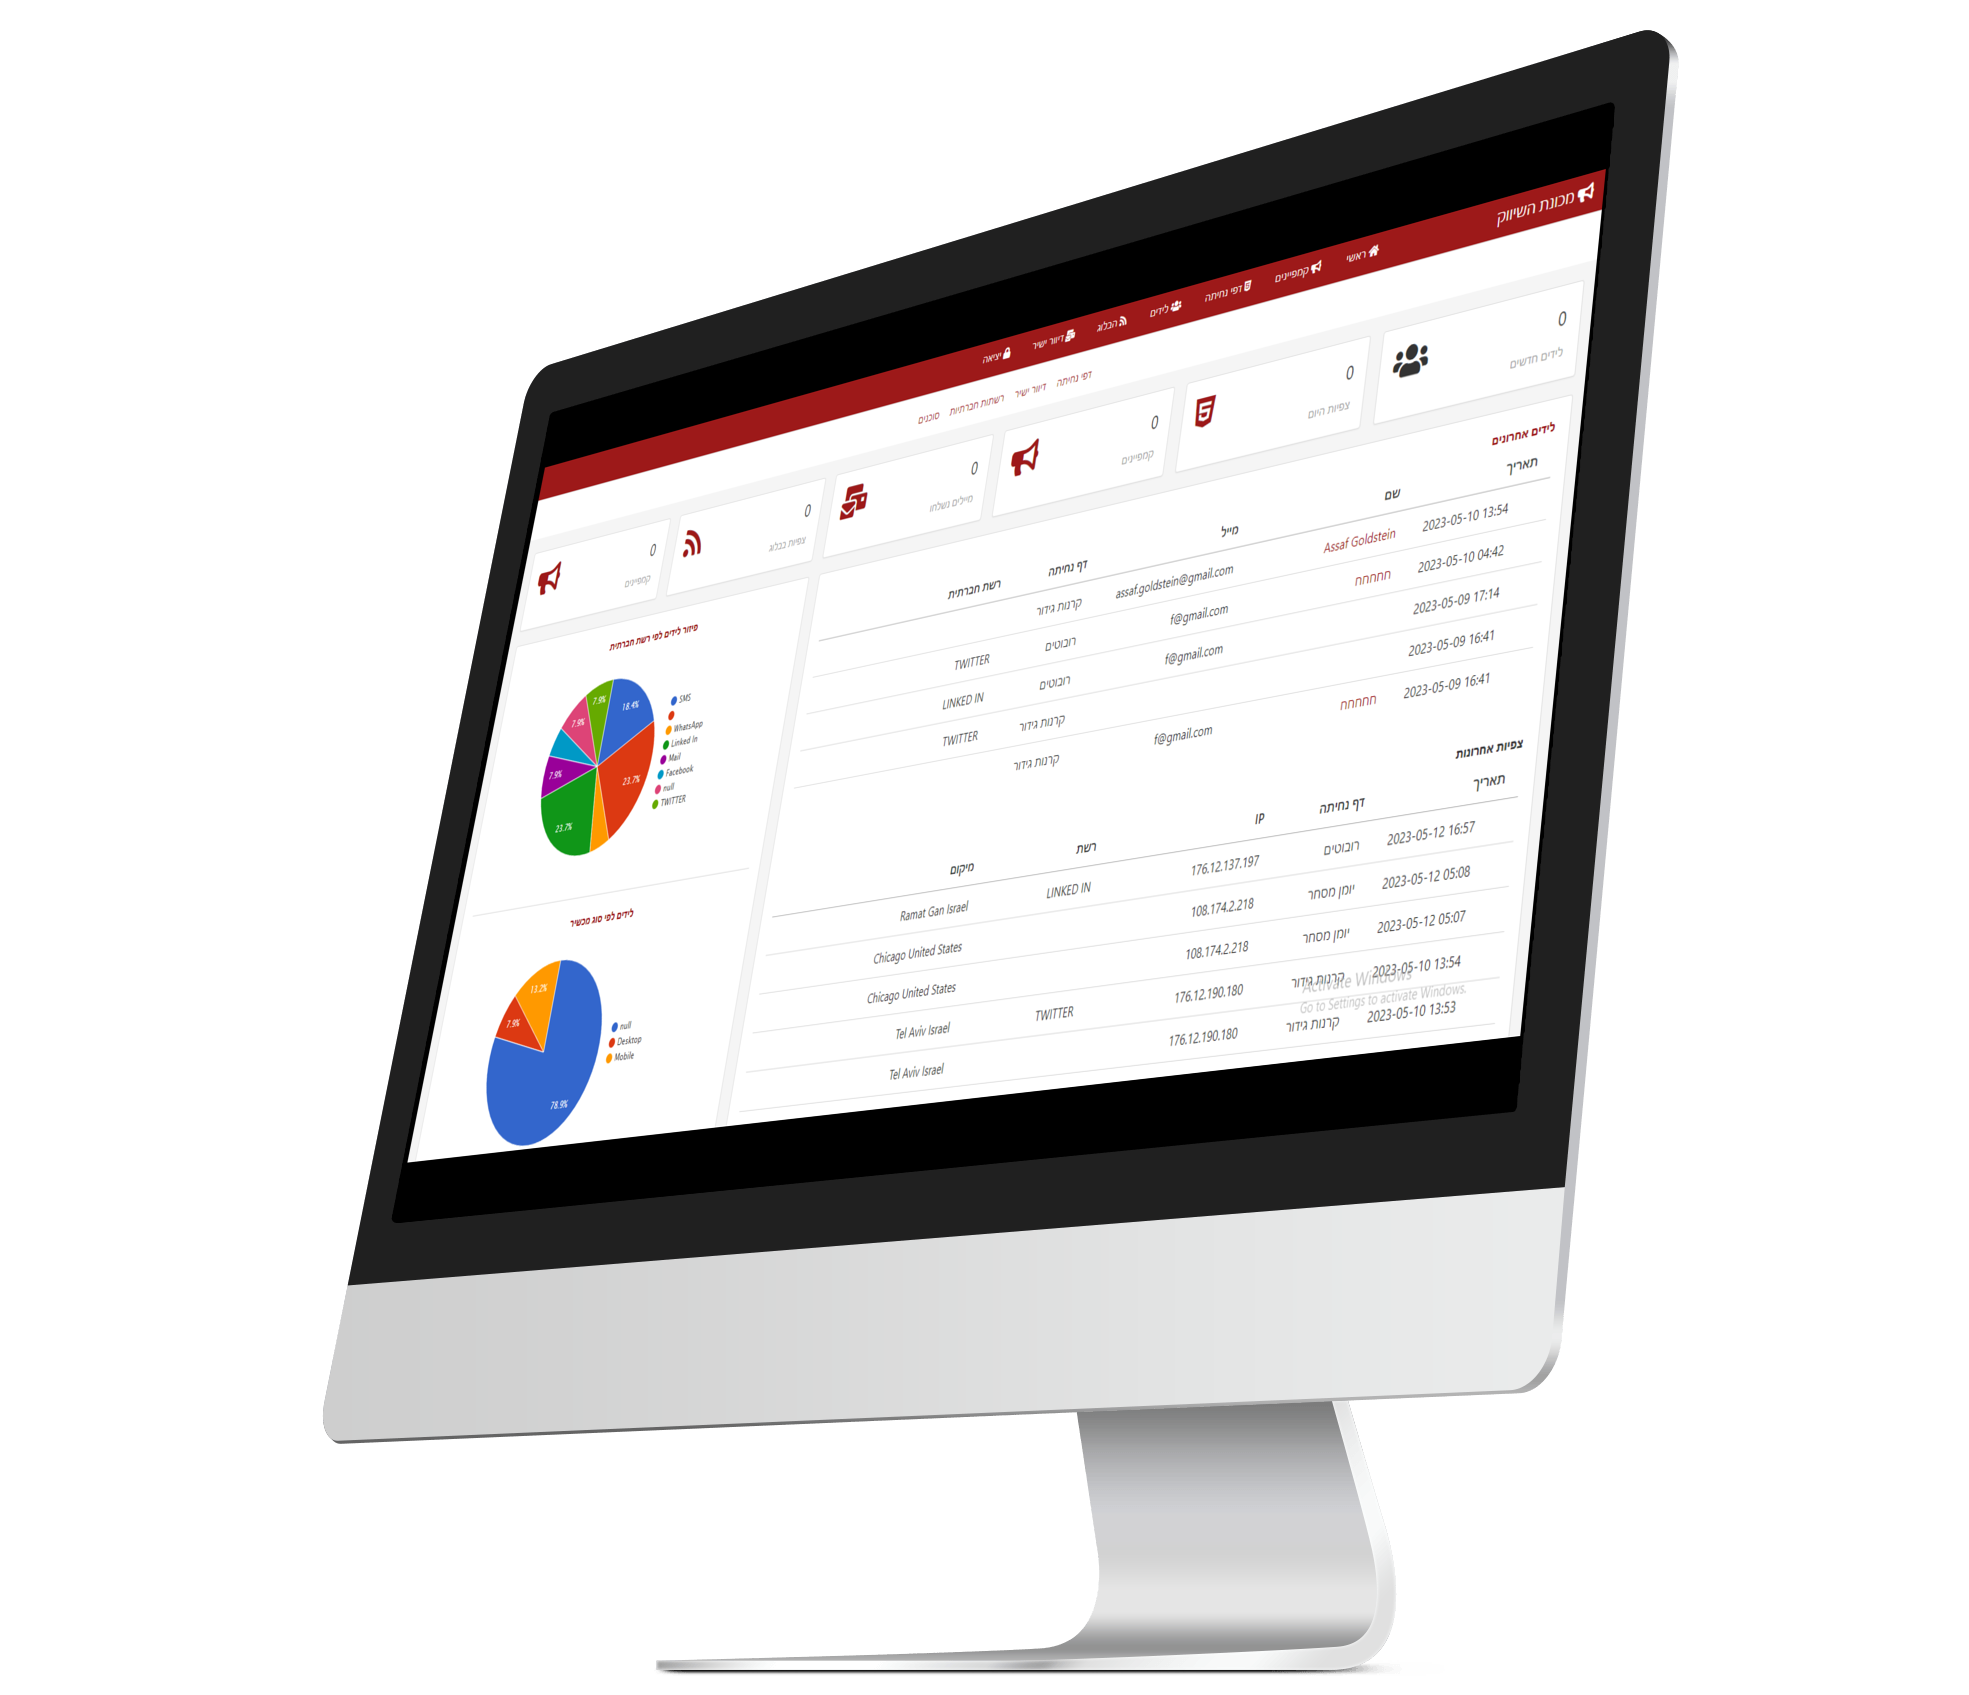 מכונת השיווק
ראשי קמפיינים דפי נחיתה לידים הבלוג דיוור ישיר יציאה
דפי נחיתה דיוור ישיר רשתות חברתיות סוכנים
0
לידים חדשים
0
צפיות היום
0
קמפיינים
0
מיילים נשלחו
0
צפיות בבלוג
0
קמפיינים
לידים אחרונים
תאריך שם מייל דף נחיתה רשת חברתית
2023-05-10 13:54 Assaf Goldstein assaf.goldstein@gmail.com קרנות גידור
2023-05-10 04:42 חחחחח f@gmail.com רובוטים TWITTER
2023-05-09 17:14 f@gmail.com רובוטים LINKED IN
2023-05-09 16:41 קרנות גידור TWITTER
2023-05-09 16:41 חחחחח f@gmail.com קרנות גידור
צפיות אחרונות
תאריך דף נחיתה IP רשת מיקום
2023-05-12 16:57 רובוטים 176.12.137.197 LINKED IN Ramat Gan Israel
2023-05-12 05:08 יומן מסחר 108.174.2.218 Chicago United States
2023-05-12 05:07 יומן מסחר 108.174.2.218 Chicago United States
2023-05-10 13:54 קרנות גידור 176.12.190.180 TWITTER Tel Aviv Israel
2023-05-10 13:53 קרנות גידור 176.12.190.180 Tel Aviv Israel
Activate Windows
Go to Settings to activate Windows.
פיזור לידים לפי רשת חברתית
7.9%
18.4%
7.9%
7.9%
23.7%
23.7%
SMS
WhatsApp
Linked In
Mail
Facebook
null
TWITTER
לידים לפי סוג מכשיר
13.2%
7.9%
78.9%
null
Desktop
Mobile